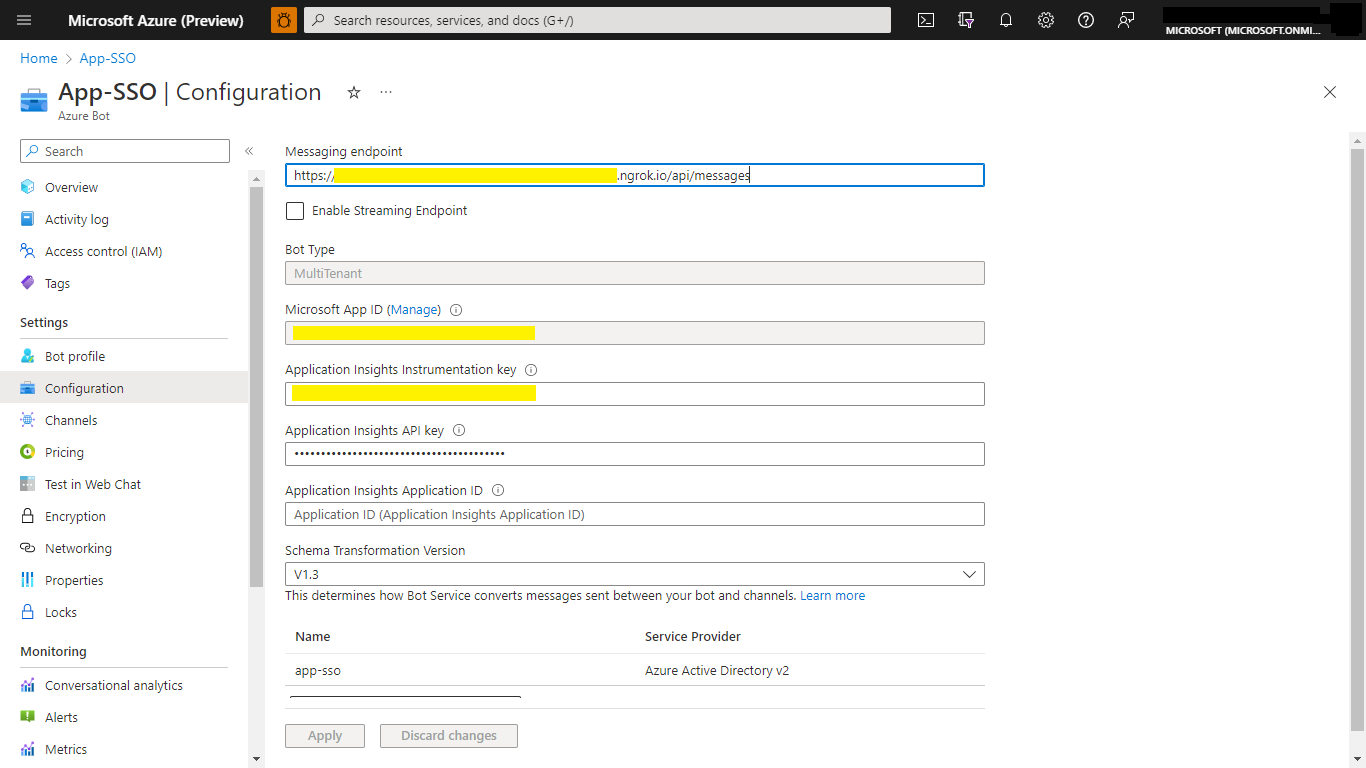 Microsoft Azure (Preview)
Search resources, services, and docs (G+/)
MICROSOFT (MICROSOFT.ONMI...
Home > App-SSO
App-SSO | Configuration
Azure Bot
Search
Overview
Activity log
Access control (IAM)
Tags
Settings
Bot profile
Configuration
Channels
Pricing
Test in Web Chat
Encryption
Networking
Properties
Locks
Monitoring
Conversational analytics
Alerts
Metrics
Messaging endpoint
https://
.ngrok.io/api/messages
Enable Streaming Endpoint
Bot Type
MultiTenant
Microsoft App ID (Manage)
Application Insights Instrumentation key
Application Insights API key
Application Insights Application ID
Application ID (Application Insights Application ID)
Schema Transformation Version
V1.3
This determines how Bot Service converts messages sent between your bot and channels. Learn more
Name Service Provider
app-sso Azure Active Directory v2
Apply Discard changes